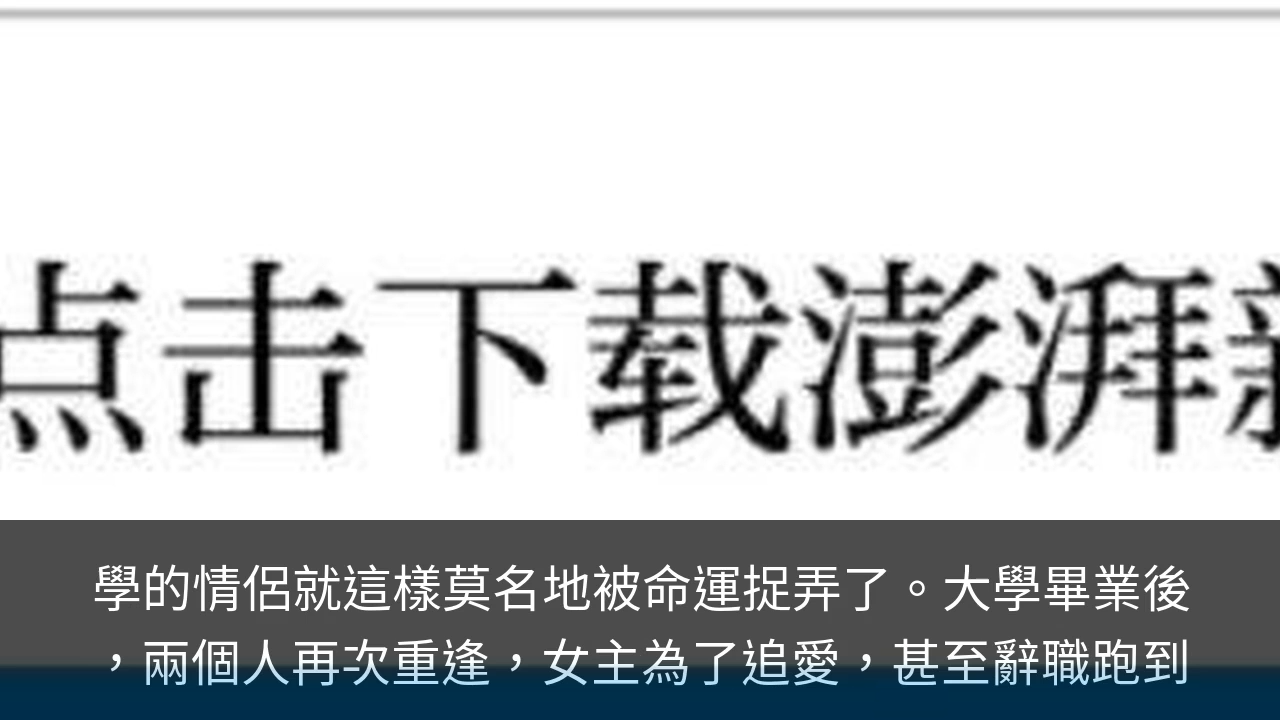 点击下载澎湃
學的情侶就這樣莫名地被命運捉弄了。大學畢業後
，兩個人再次重逢，女主為了追愛，甚至辭職跑到